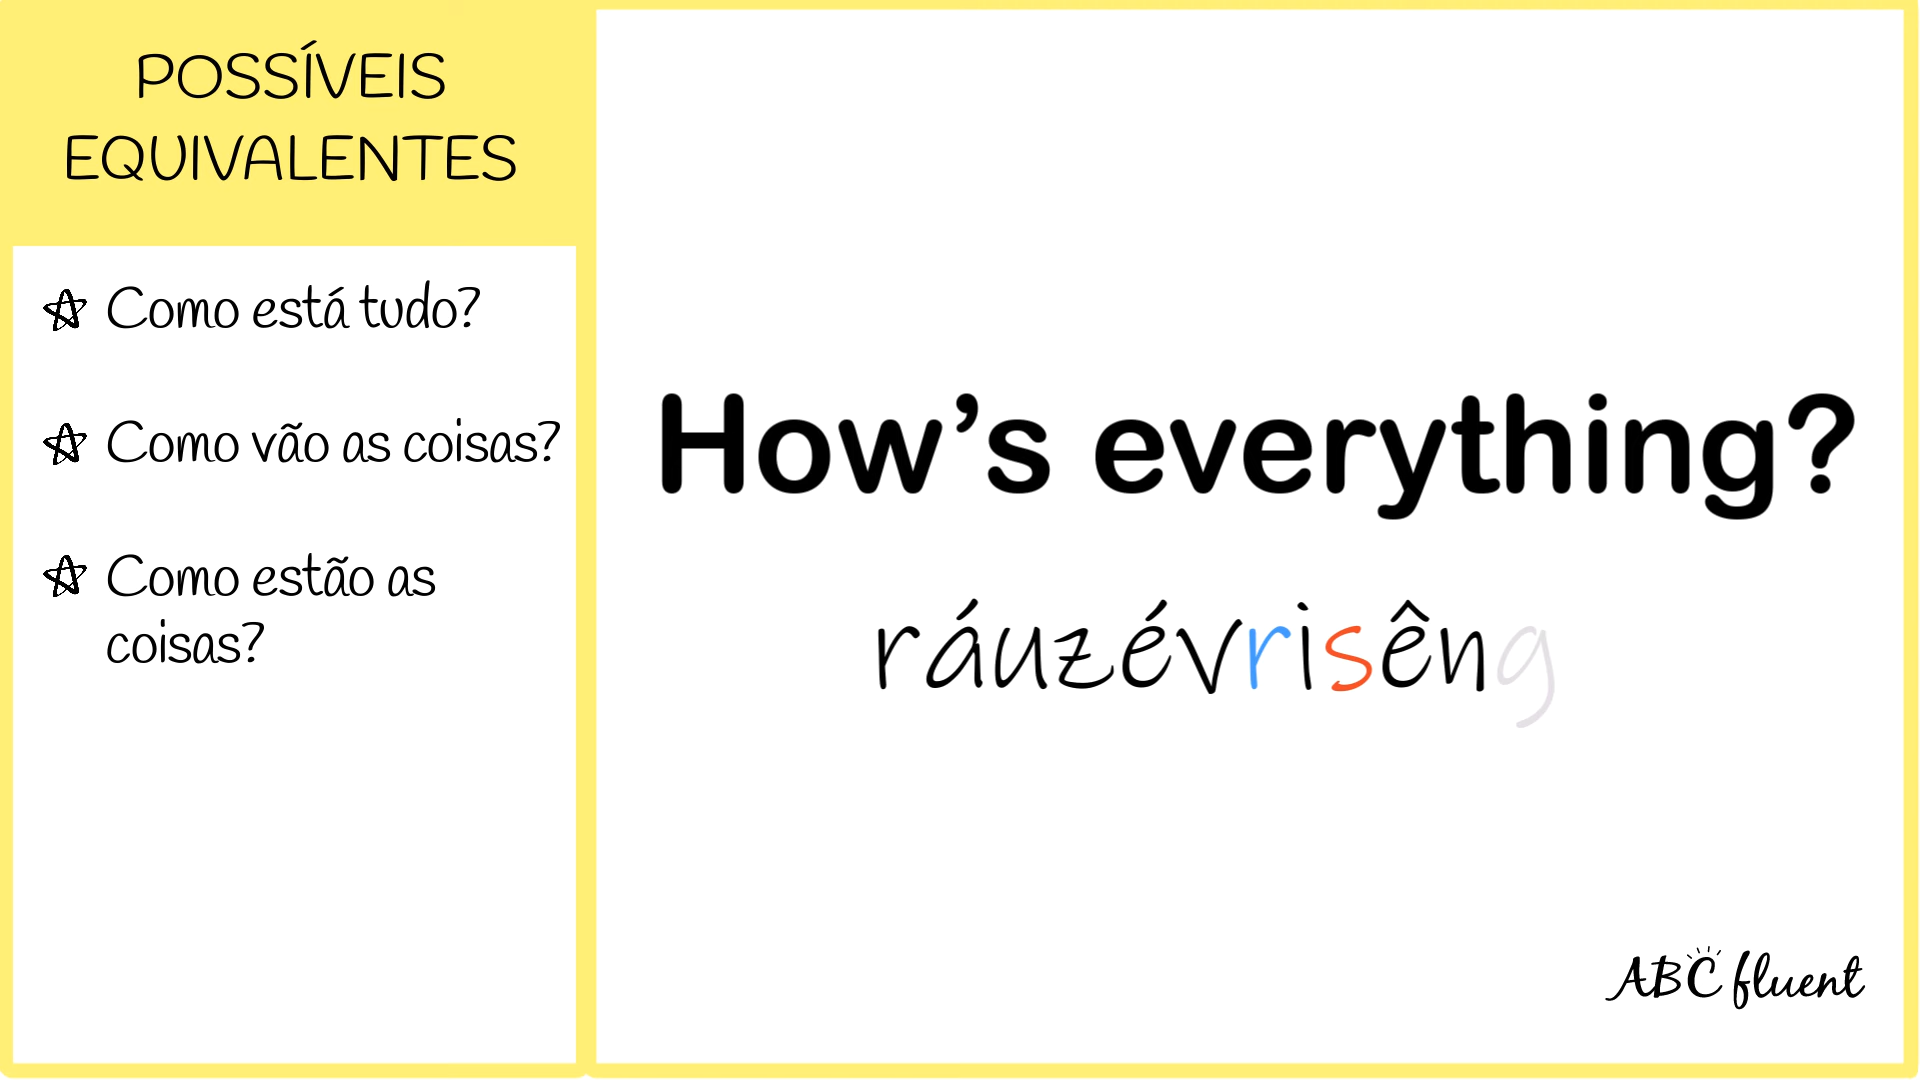 POSSÍVEIS
EQUIVALENTES
Como está tudo?
Como vão as coisas?
Como estão as
coisas?
How’s everything?
ráuzévrisêng
ABC fluent